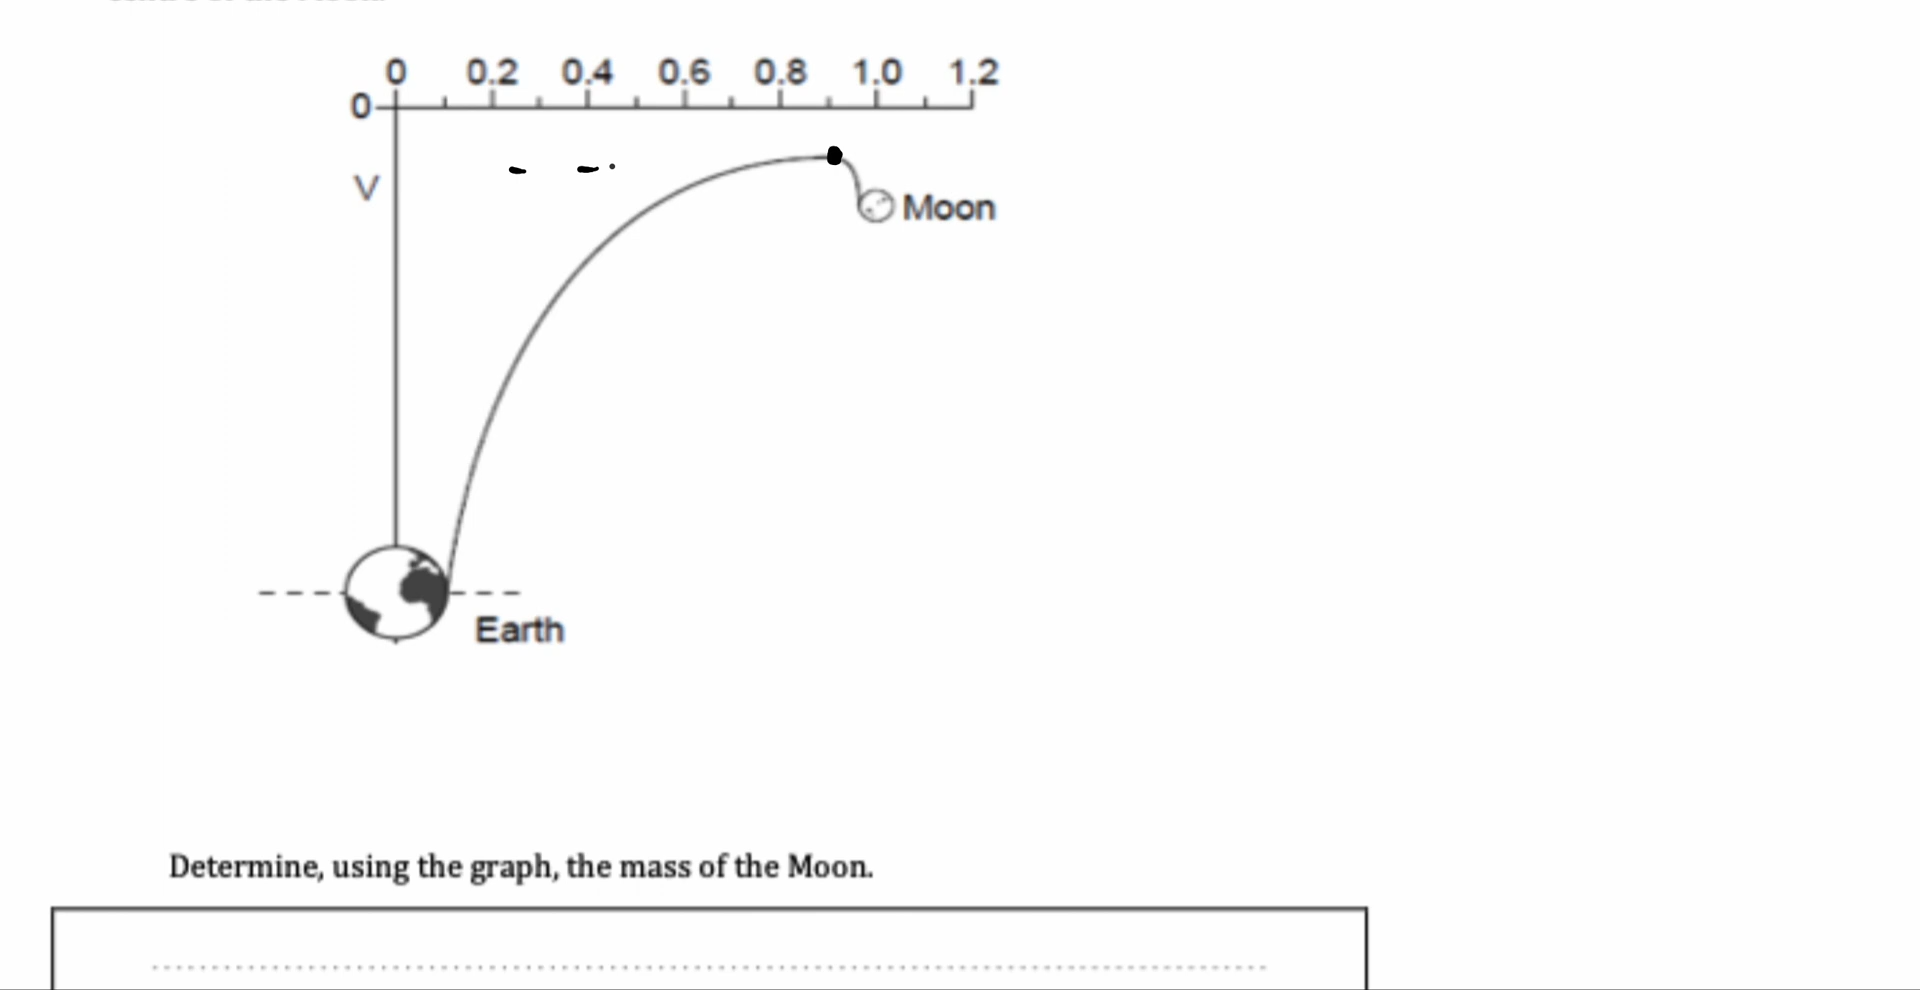 0 0.2 0.4 0.6 0.8 1.0 1.2
0
V
Moon
Earth
Determine, using the graph, the mass of the Moon.